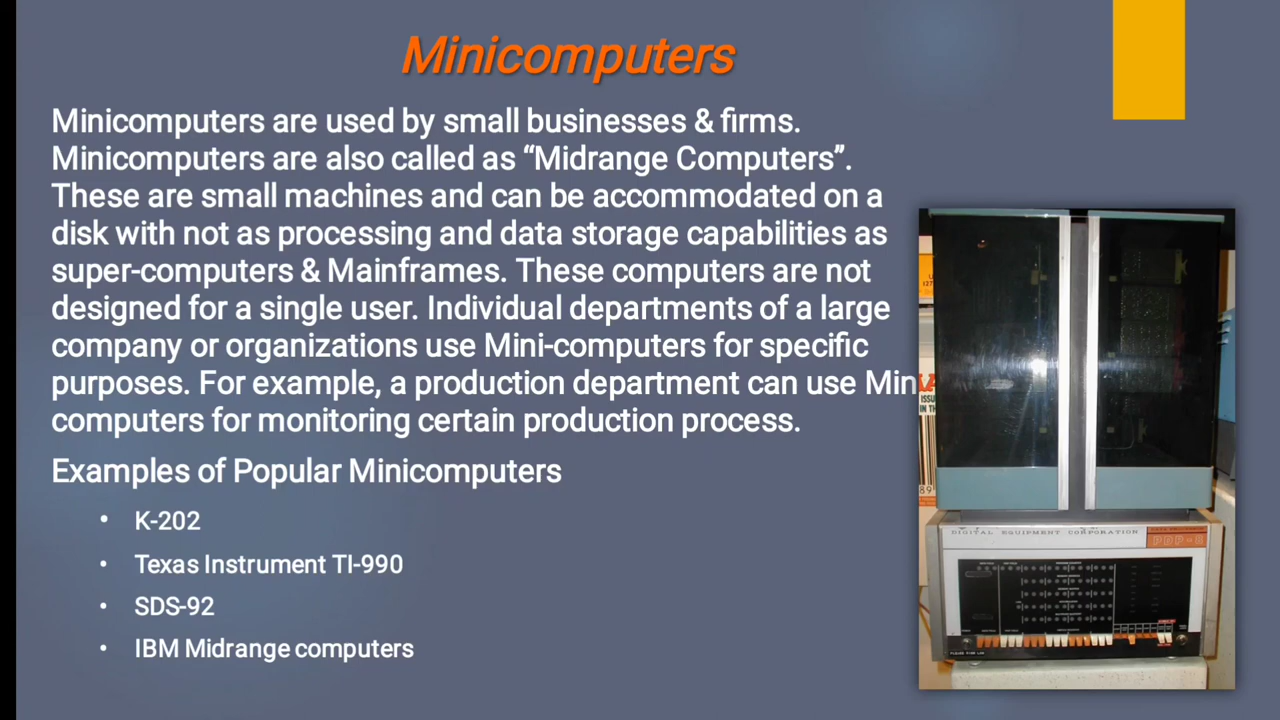 Minicomputers
Minicomputers are used by small businesses & firms.
Minicomputers are also called as “Midrange Computers”.
These are small machines and can be accommodated on a
disk with not as processing and data storage capabilities as
super-computers & Mainframes. These computers are not
designed for a single user. Individual departments of a large
company or organizations use Mini-computers for specific
purposes. For example, a production department can use Min
computers for monitoring certain production process.
Examples of Popular Minicomputers
• K-202
• Texas Instrument TI-990
• SDS-92
• IBM Midrange computers
DIGITAL EQUIPMENT CORPORATION
PDP-8